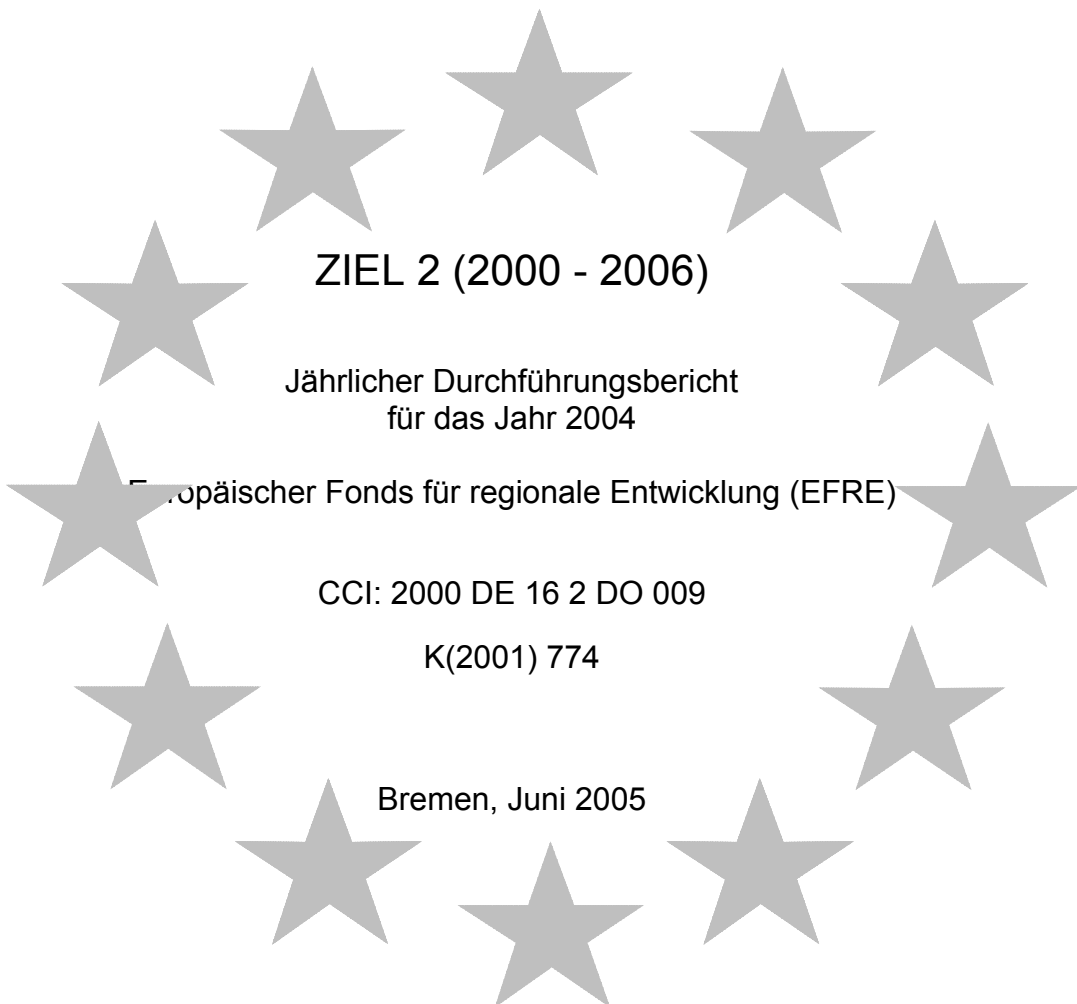 ZIEL 2 (2000 - 2006)
Jährlicher Durchführungsbericht
für das Jahr 2004
Europäischer Fonds für regionale Entwicklung (EFRE)
CCI: 2000 DE 16 2 DO 009
K(2001) 774
Bremen, Juni 2005